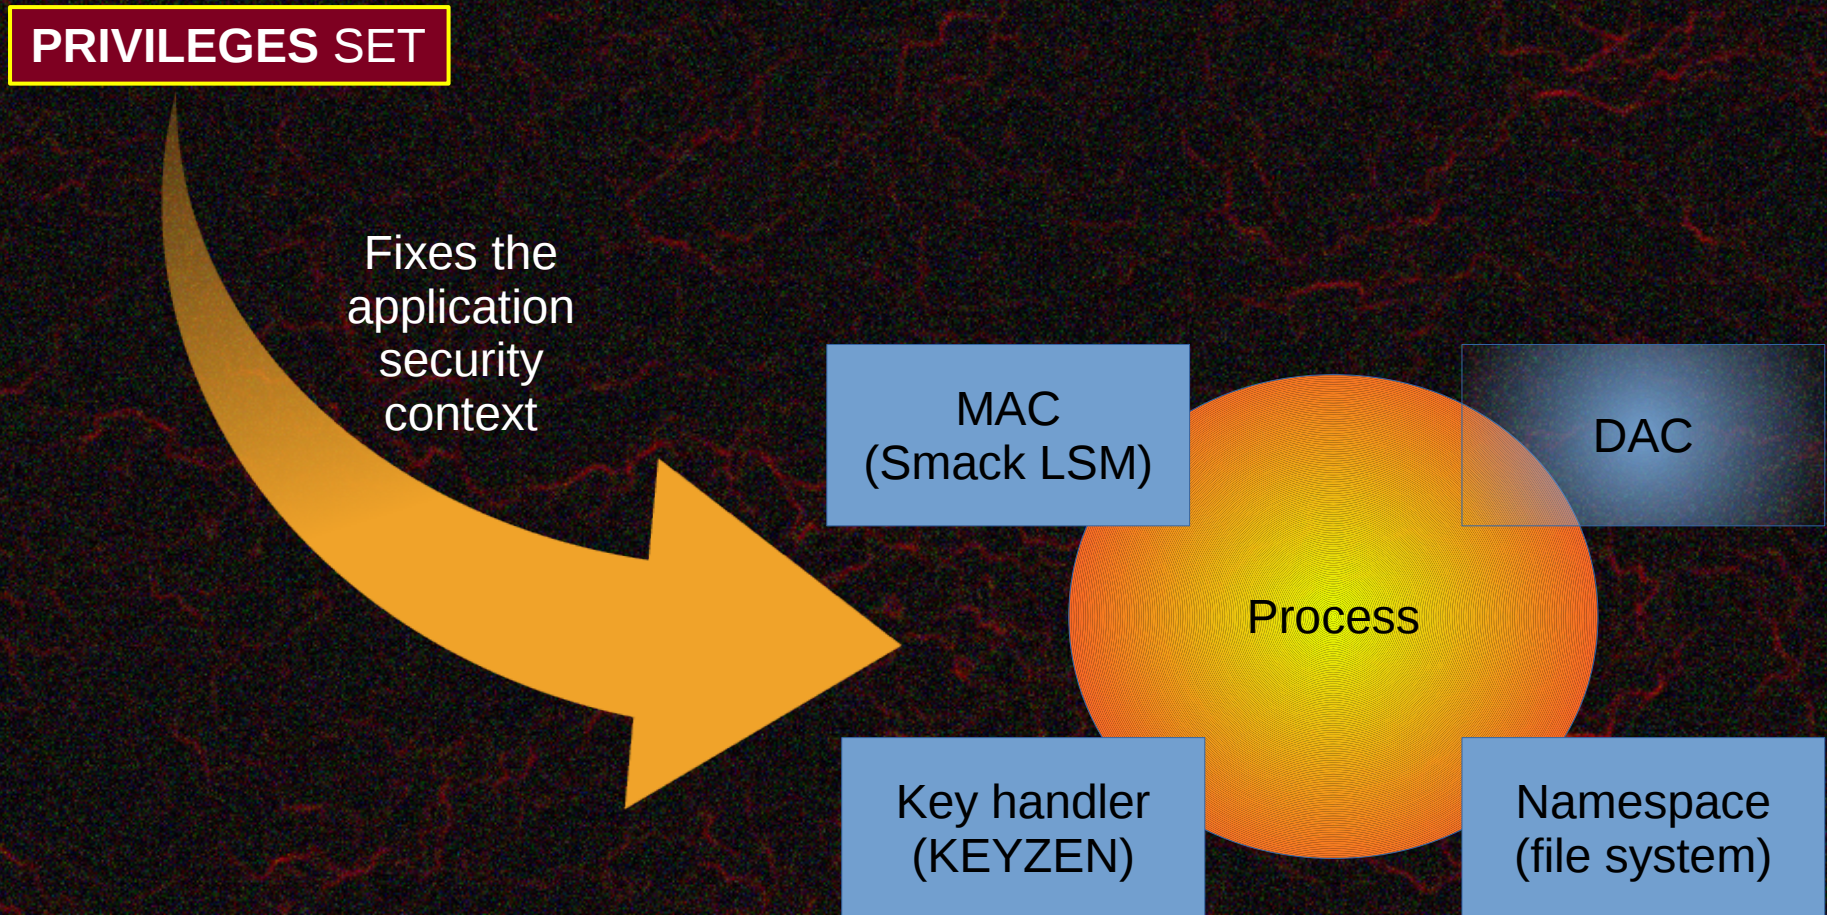 PRIVILEGES SET
Fixes the
application
security
context
MAC
(Smack LSM)
DAC
Process
Key handler
(KEYZEN)
Namespace
(file system)